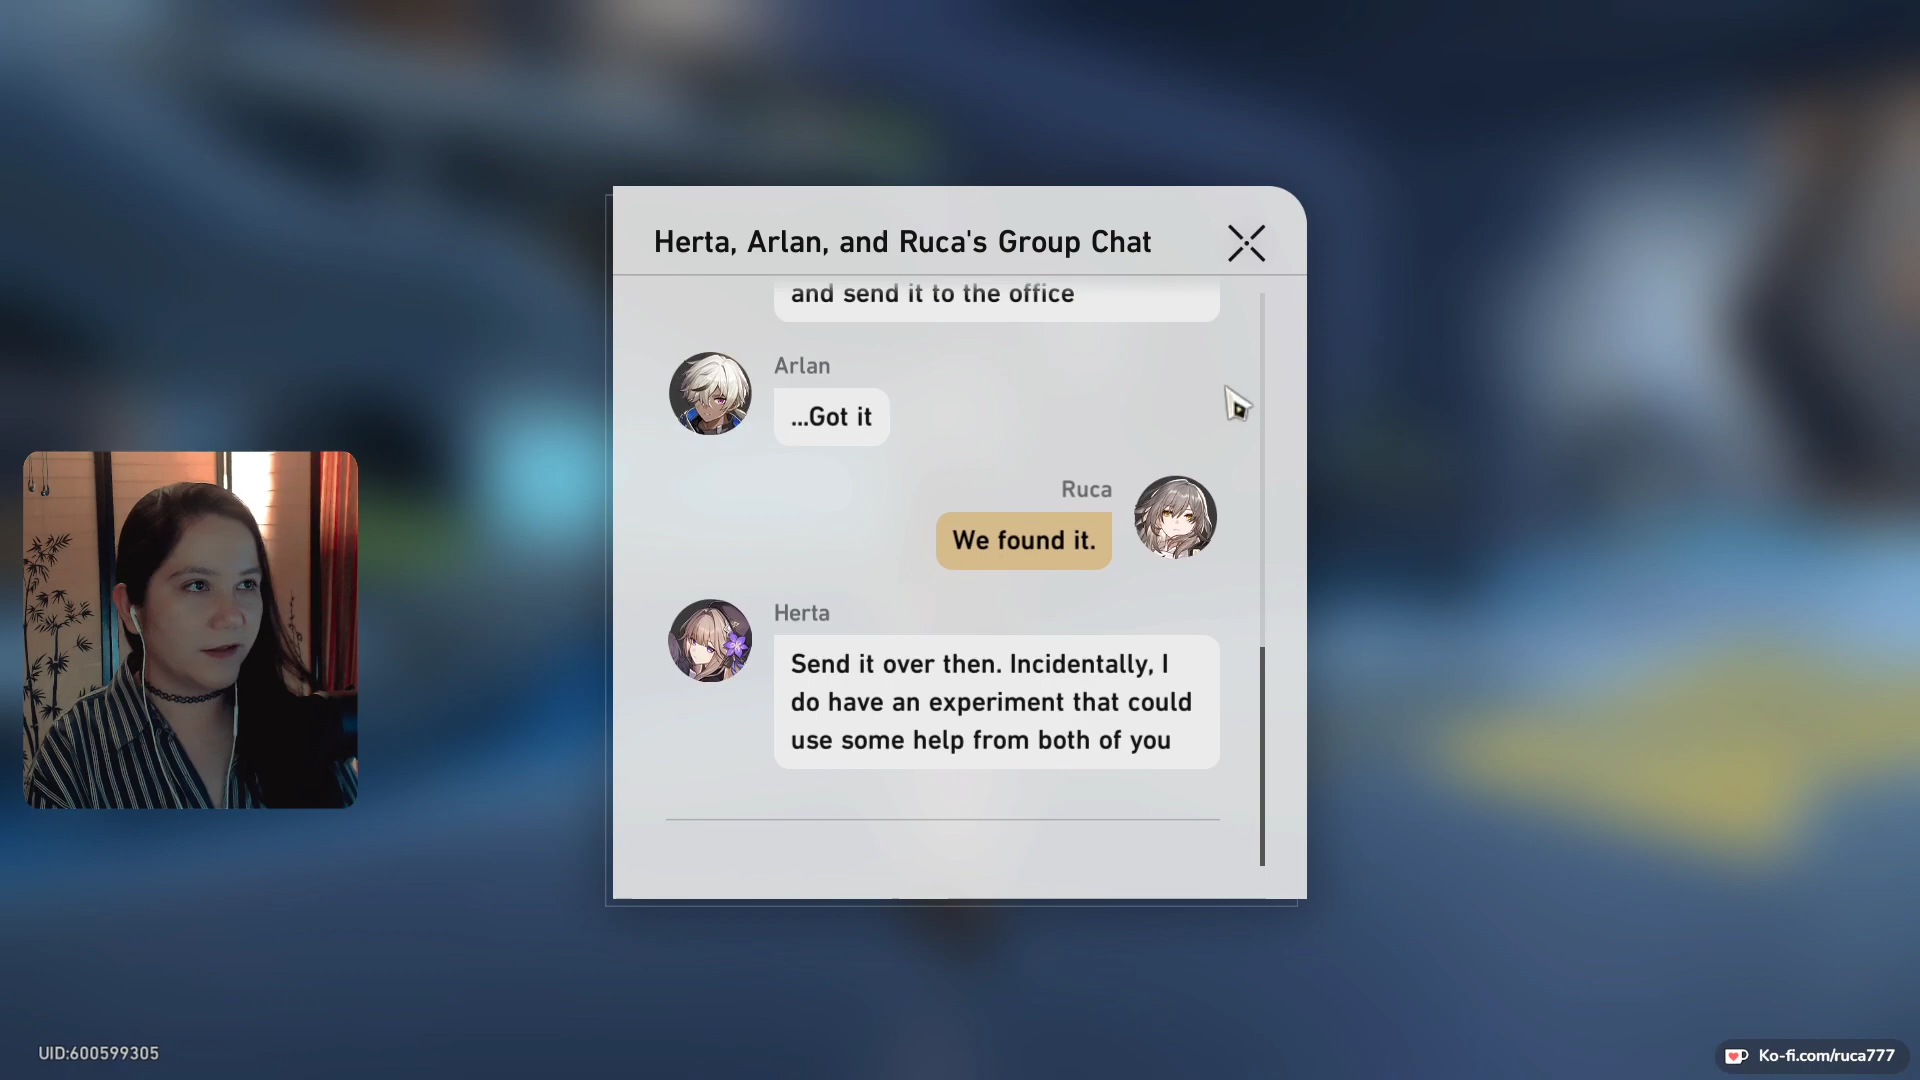 Herta, Arlan, and Ruca's Group Chat
and send it to the office
Arlan
...Got it
Ruca
We found it.
Herta
Send it over then. Incidentally, I
do have an experiment that could
use some help from both of you
UID:600599305
Ko-fi.com/ruca777